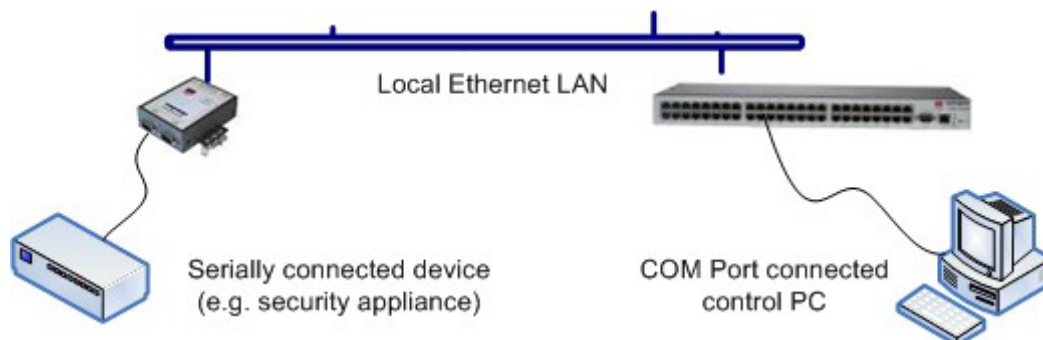 Local Ethernet LAN
Serially connected device
(e.g. security appliance)
COM Port connected
control PC